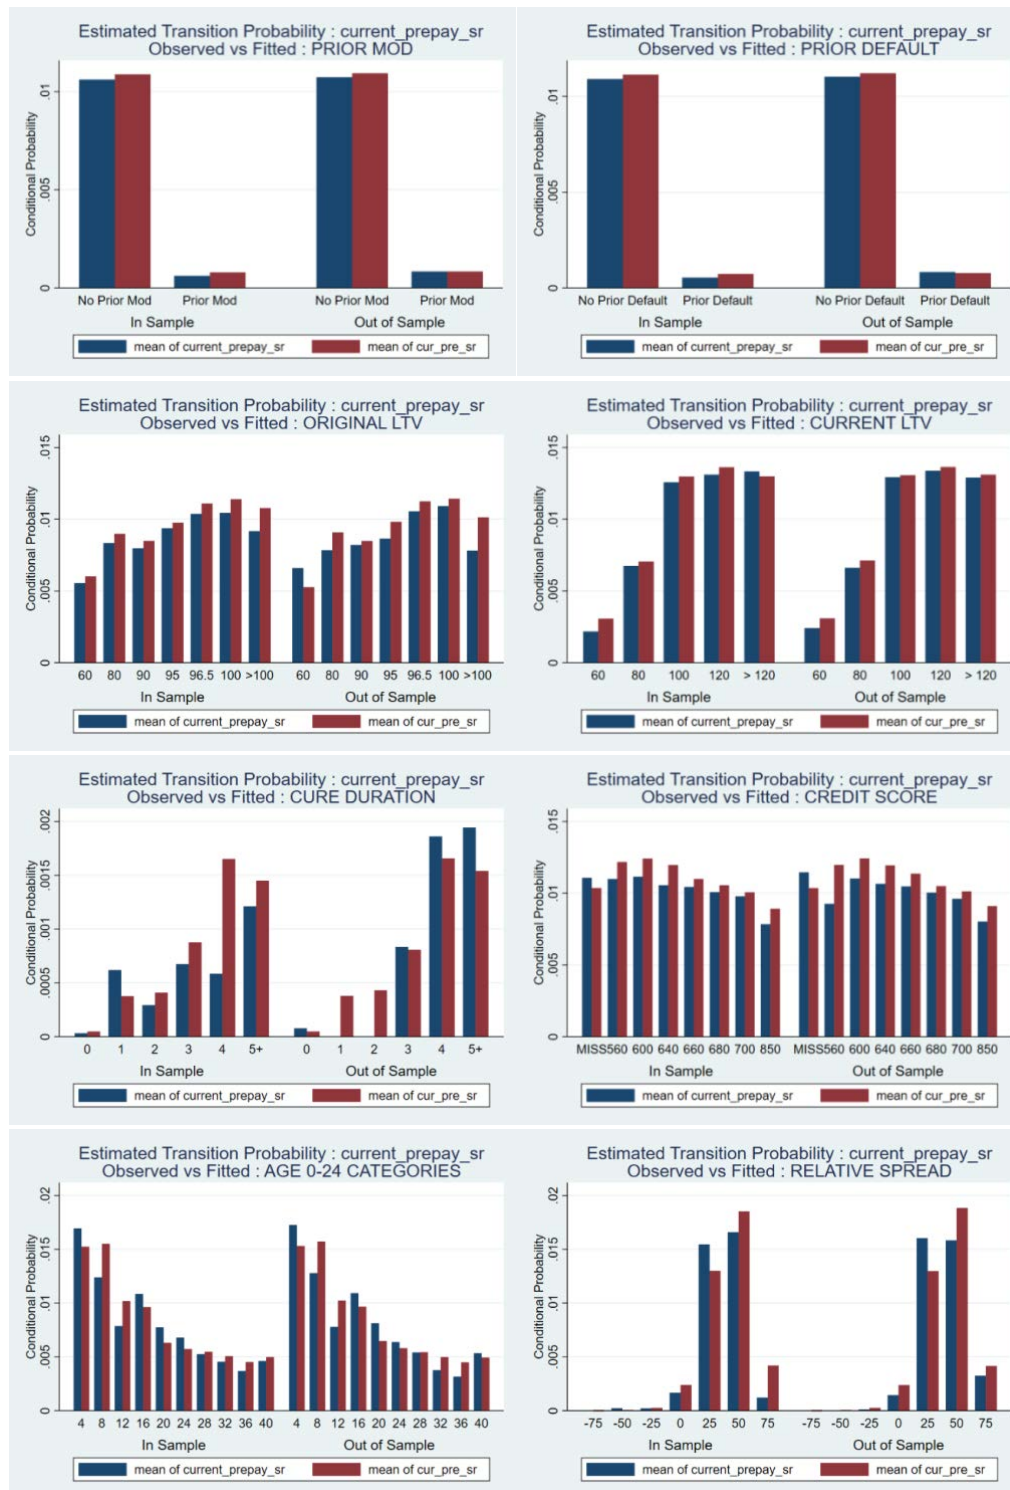 Estimated Transition Probability : current_prepay_sr
Observed vs Fitted : PRIOR MOD
Conditional Probability
.01
.005
0
No Prior Mod Prior Mod No Prior Mod Prior Mod
In Sample Out of Sample
mean of current_prepay_sr mean of cur_pre_sr
Estimated Transition Probability : current_prepay_sr
Observed vs Fitted : PRIOR DEFAULT
Conditional Probability
.01
.005
0
No Prior Default Prior Default No Prior Default Prior Default
In Sample Out of Sample
mean of current_prepay_sr mean of cur_pre_sr
Estimated Transition Probability : current_prepay_sr
Observed vs Fitted : ORIGINAL LTV
Conditional Probability
.015
.01
.005
0
60 80 90 95 96.5 100 >100 60 80 90 95 96.5 100 >100
In Sample Out of Sample
mean of current_prepay_sr mean of cur_pre_sr
Estimated Transition Probability : current_prepay_sr
Observed vs Fitted : CURRENT LTV
Conditional Probability
.015
.01
.005
0
60 80 100 120 > 120 60 80 100 120 > 120
In Sample Out of Sample
mean of current_prepay_sr mean of cur_pre_sr
Estimated Transition Probability : current_prepay_sr
Observed vs Fitted : CURE DURATION
Conditional Probability
.002
.0015
.001
.0005
0
0 1 2 3 4 5+ 0 1 2 3 4 5+
In Sample Out of Sample
mean of current_prepay_sr mean of cur_pre_sr
Estimated Transition Probability : current_prepay_sr
Observed vs Fitted : CREDIT SCORE
Conditional Probability
.015
.01
.005
0
MISS560 600 640 660 680 700 850 MISS560 600 640 660 680 700 850
In Sample Out of Sample
mean of current_prepay_sr mean of cur_pre_sr
Estimated Transition Probability : current_prepay_sr
Observed vs Fitted : AGE 0-24 CATEGORIES
Conditional Probability
.02
.015
.01
.005
0
4 8 12 16 20 24 28 32 36 40 4 8 12 16 20 24 28 32 36 40
In Sample Out of Sample
mean of current_prepay_sr mean of cur_pre_sr
Estimated Transition Probability : current_prepay_sr
Observed vs Fitted : RELATIVE SPREAD
Conditional Probability
.02
.015
.01
.005
0
-75 -50 -25 0 25 50 75 -75 -50 -25 0 25 50 75
In Sample Out of Sample
mean of current_prepay_sr mean of cur_pre_sr